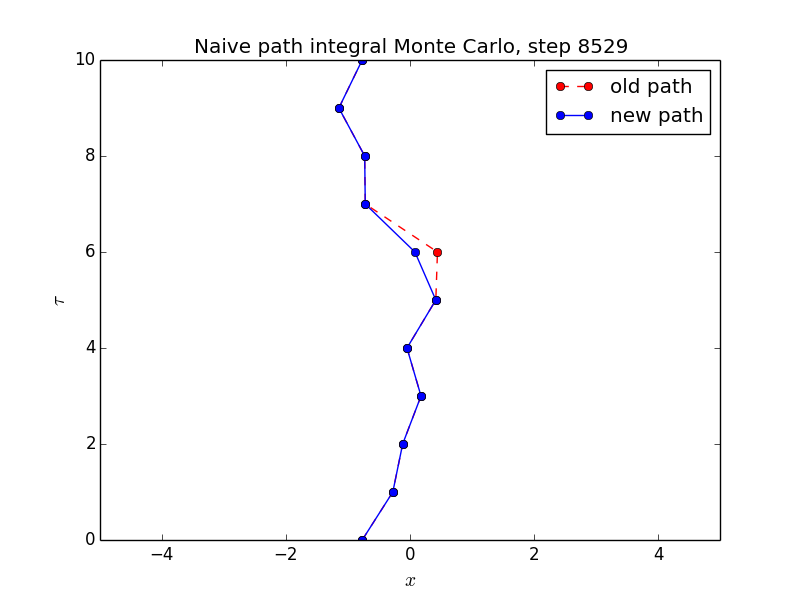 Naive path integral Monte Carlo, step 8529
10
old path
new path
8
6
τ
4
2
0
−4 −2 0 2 4
x